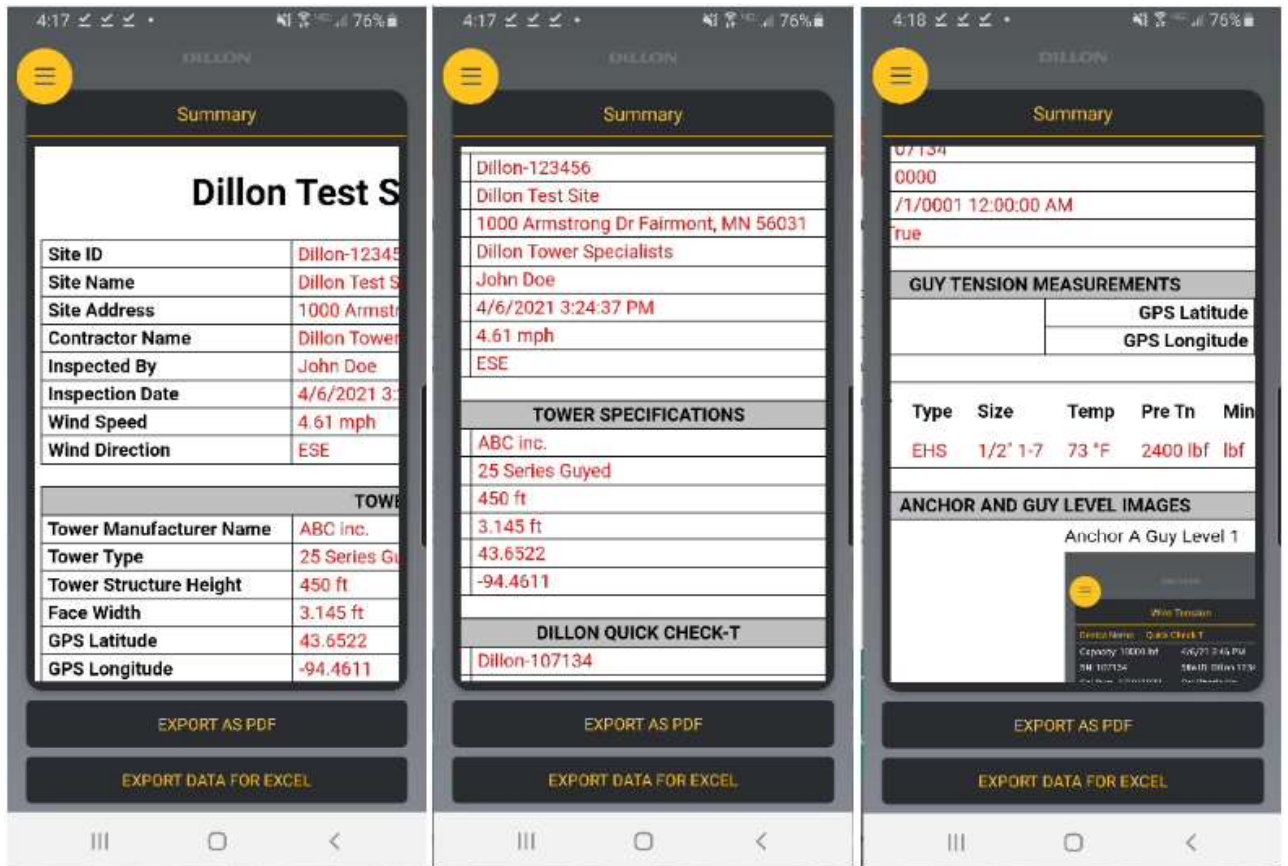 4:17
76%
DILLON
Summary
Dillon Test S
Site ID Dillon-12345
Site Name Dillon Test S
Site Address 1000 Armstr
Contractor Name Dillon Tower
Inspected By John Doe
Inspection Date 4/6/2021 3:
Wind Speed 4.61 mph
Wind Direction ESE
TOWE
Tower Manufacturer Name ABC inc.
Tower Type 25 Series Gu
Tower Structure Height 450 ft
Face Width 3.145 ft
GPS Latitude 43.6522
GPS Longitude -94.4611
EXPORT AS PDF
EXPORT DATA FOR EXCEL
4:17
76%
DILLON
Summary
Dillon-123456
Dillon Test Site
1000 Armstrong Dr Fairmont, MN 56031
Dillon Tower Specialists
John Doe
4/6/2021 3:24:37 PM
4.61 mph
ESE
TOWER SPECIFICATIONS
ABC inc.
25 Series Guyed
450 ft
3.145 ft
43.6522
-94.4611
DILLON QUICK CHECK-T
Dillon-107134
EXPORT AS PDF
EXPORT DATA FOR EXCEL
4:18
76%
DILLON
Summary
07134
0000
/1/0001 12:00:00 AM
True
GUY TENSION MEASUREMENTS
GPS Latitude
GPS Longitude
Type Size Temp Pre Tn Min
EHS 1/2" 1-7 73 °F 2400 lbf lbf
ANCHOR AND GUY LEVEL IMAGES
Anchor A Guy Level 1
Wire Tension
Device Name: Quick Check T
Capacity: 10000 lbf 4/6/21 3:46 PM
SN: 107134
EXPORT AS PDF
EXPORT DATA FOR EXCEL